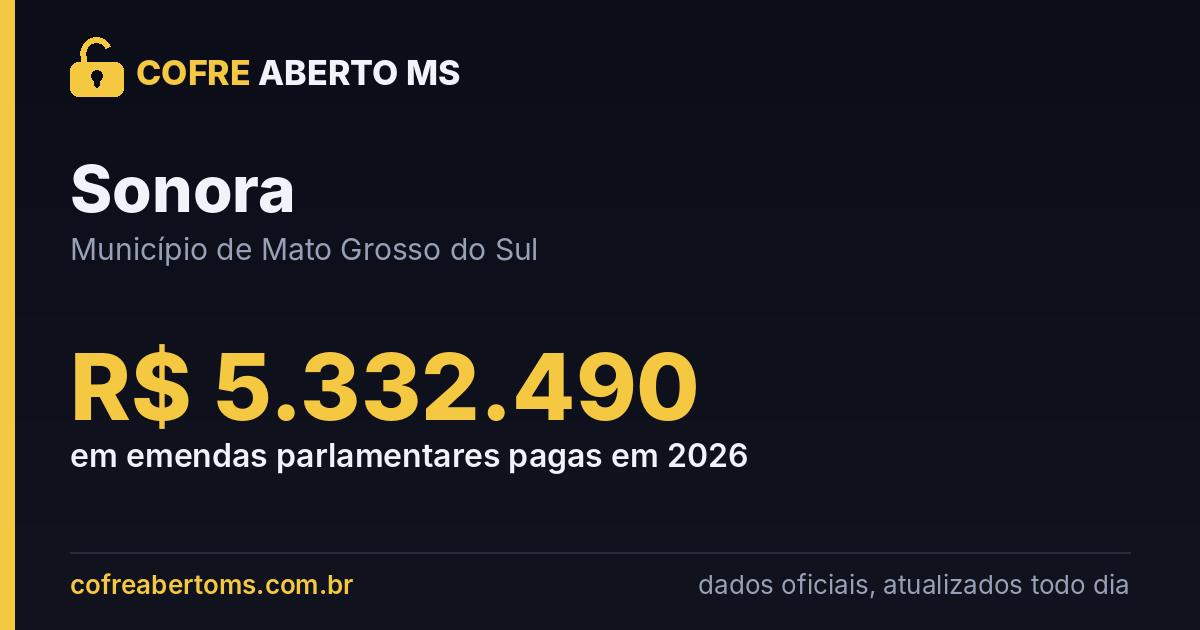 COFRE ABERTO MS
Sonora
Município de Mato Grosso do Sul
R$ 5.332.490
em emendas parlamentares pagas em 2026
cofreabertoms.com.br
dados oficiais, atualizados todo dia